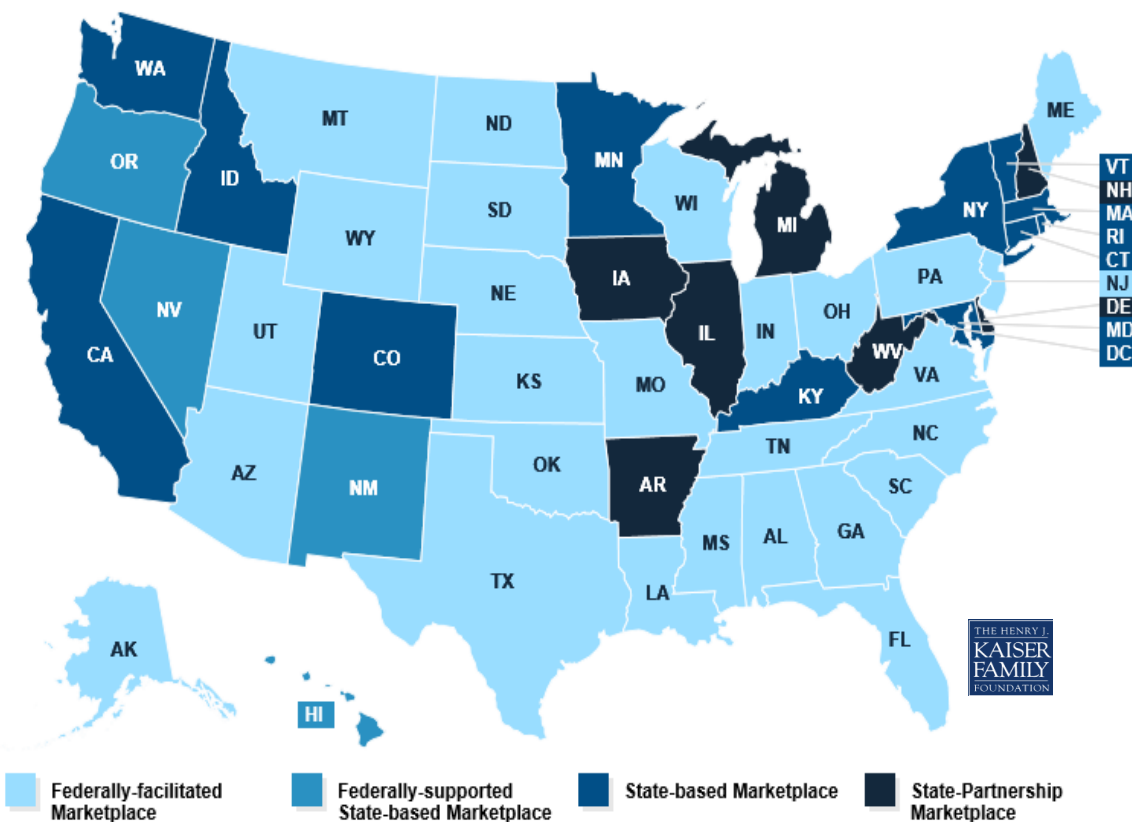 WA
MT
ND
ME
OR
ID
MN
VT
NH
SD
WI
NY
MA
WY
MI
RI
CT
IA
PA
NJ
NE
NV
UT
IL
IN
OH
DE
MD
CA
CO
WV
DC
KS
MO
VA
KY
NC
TN
AZ
OK
NM
AR
SC
MS
AL
GA
TX
LA
AK
FL
HI
THE HENRY J.
KAISER
FAMILY
FOUNDATION
Federally-facilitated
Marketplace
Federally-supported
State-based Marketplace
State-based Marketplace
State-Partnership
Marketplace